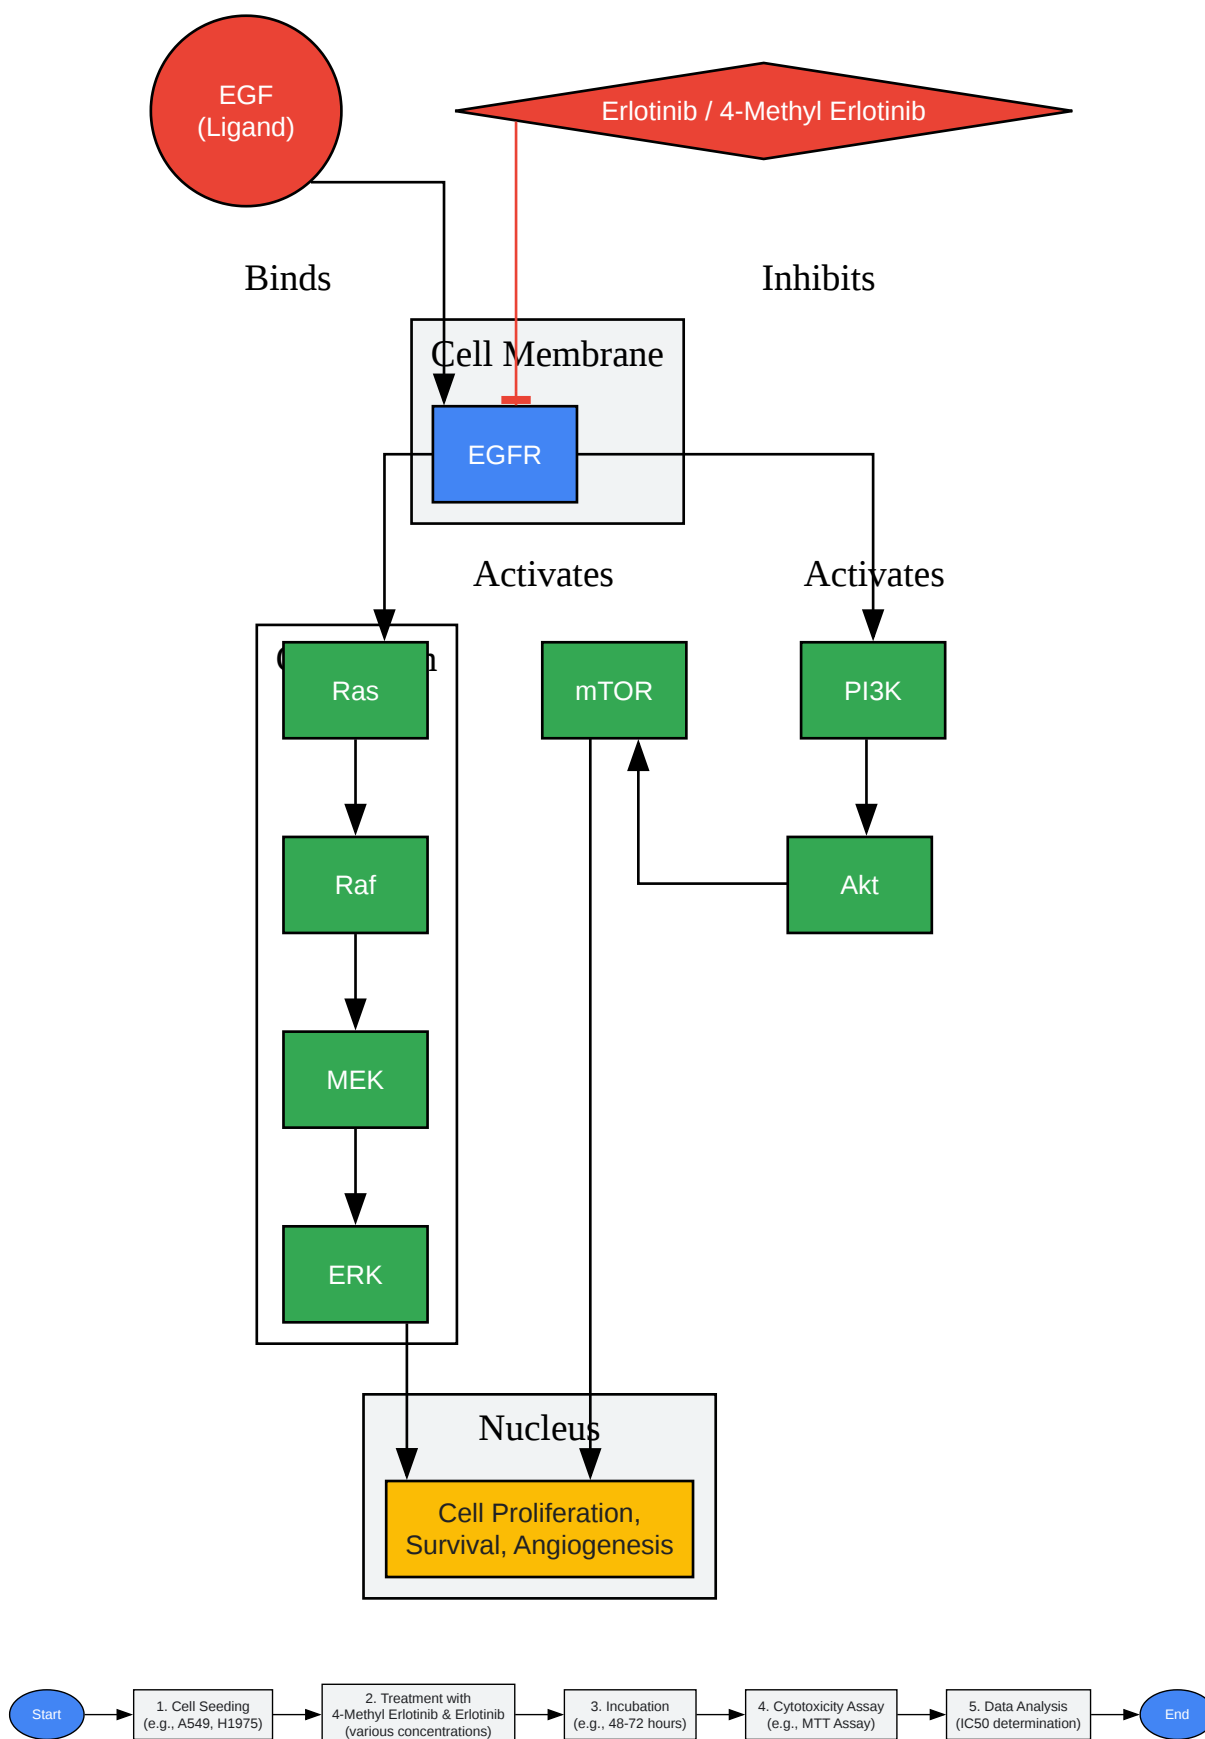 EGF
(Ligand)
Erlotinib / 4-Methyl Erlotinib
Binds
Inhibits
Cell Membrane
EGFR
Activates
Activates
Ras
mTOR
PI3K
Raf
Akt
MEK
ERK
Nucleus
Cell Proliferation,
Survival, Angiogenesis
Start
1. Cell Seeding
(e.g., A549, H1975)
2. Treatment with
4-Methyl Erlotinib & Erlotinib
(various concentrations)
3. Incubation
(e.g., 48-72 hours)
4. Cytotoxicity Assay
(e.g., MTT Assay)
5. Data Analysis
(IC50 determination)
End